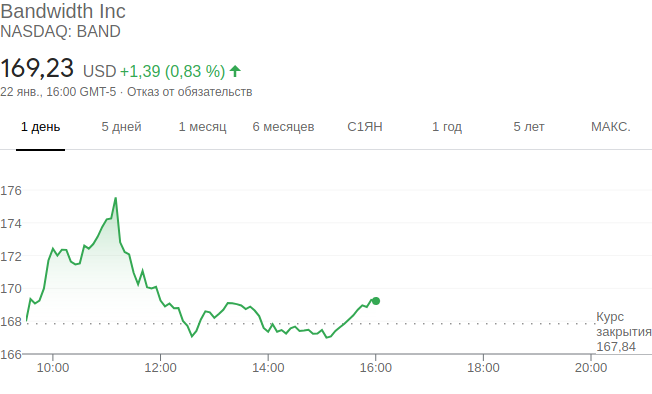 Bandwidth Inc
NASDAQ: BAND
169,23 USD +1,39 (0,83 %)
22 янв., 16:00 GMT-5 · Отказ от обязательств
1 день 5 дней 1 месяц 6 месяцев С1ЯН 1 год 5 лет МАКС.
176
174
172
170
168
Курс
закрытия
167,84
166
10:00 12:00 14:00 16:00 18:00 20:00